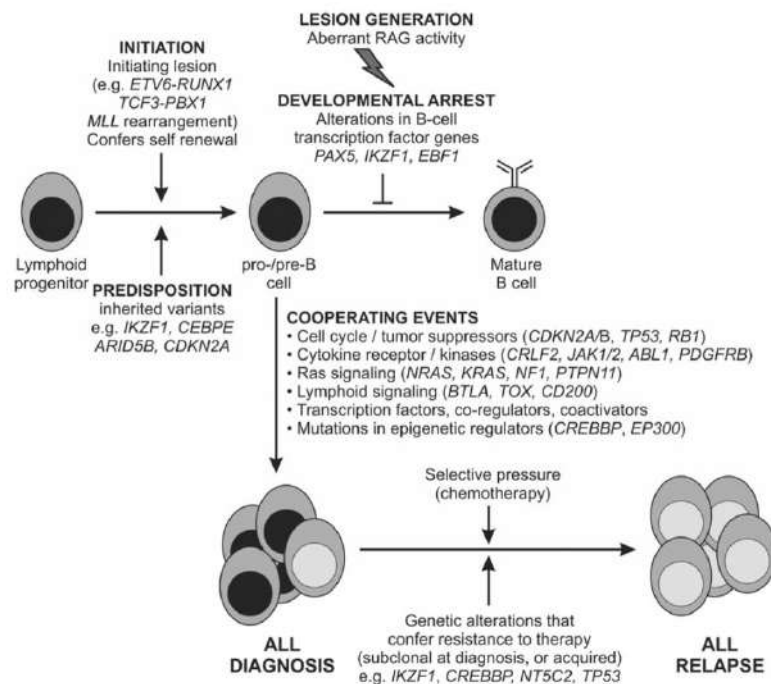 LESION GENERATION
Aberrant RAG activity
INITIATION
Initiating lesion
(e.g. ETV6-RUNX1
TCF3-PBX1
MLL rearrangement)
Confers self renewal
DEVELOPMENTAL ARREST
Alterations in B-cell
transcription factor genes
PAX5, IKZF1, EBF1
Lymphoid
progenitor
pro-/pre-B
cell
Mature
B cell
PREDISPOSITION
inherited variants
e.g. IKZF1, CEBPE
ARID5B, CDKN2A
COOPERATING EVENTS
• Cell cycle / tumor suppressors (CDKN2A/B, TP53, RB1)
• Cytokine receptor / kinases (CRLF2, JAK1/2, ABL1, PDGFRB)
• Ras signaling (NRAS, KRAS, NF1, PTPN11)
• Lymphoid signaling (BTLA, TOX, CD200)
• Transcription factors, co-regulators, coactivators
• Mutations in epigenetic regulators (CREBBP, EP300)
Selective pressure
(chemotherapy)
ALL
DIAGNOSIS
Genetic alterations that
confer resistance to therapy
(subclonal at diagnosis, or acquired)
e.g. IKZF1, CREBBP, NT5C2, TP53
ALL
RELAPSE